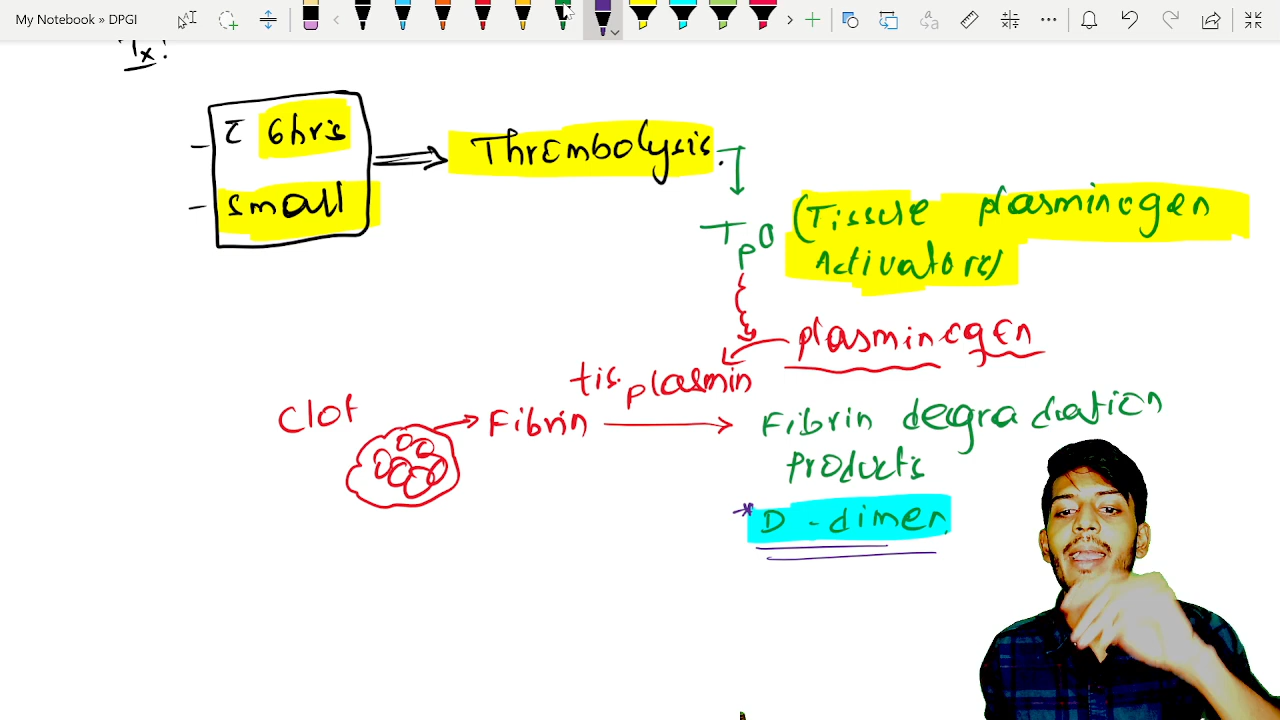 My Notebook » DPGI
Tx:
6hrs
small
Thrombolysis.
TpA (Tissue plasminogen
Activators)
plasminogen
tis. plasmin
Clot
Fibrin
Fibrin degradation
products
* D-dimer.